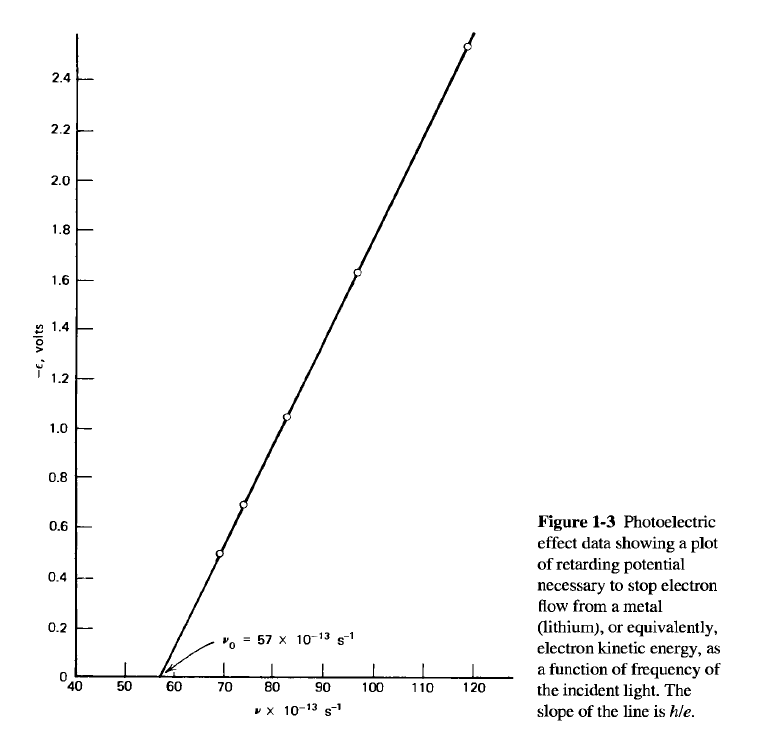 2.4
2.2
2.0
1.8
1.6
1.4
1.2
1.0
0.8
0.6
0.4
0.2
0
−ϵ, volts
ν₀ = 57 × 10⁻¹³ s⁻¹
40 50 60 70 80 90 100 110 120
ν × 10⁻¹³ s⁻¹
Figure 1-3 Photoelectric
effect data showing a plot
of retarding potential
necessary to stop electron
flow from a metal
(lithium), or equivalently,
electron kinetic energy, as
a function of frequency of
the incident light. The
slope of the line is h/e.